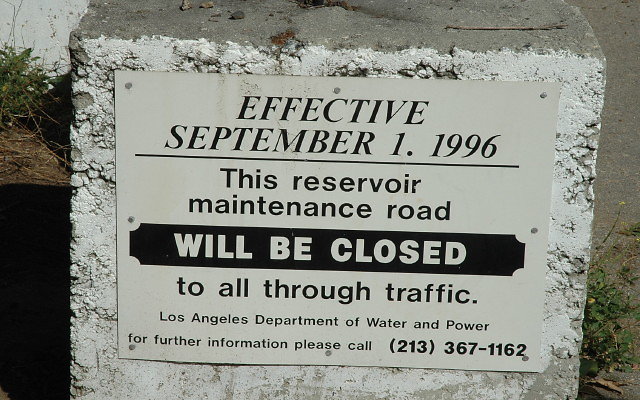 EFFECTIVE
SEPTEMBER 1. 1996
This reservoir
maintenance road
WILL BE CLOSED
to all through traffic.
Los Angeles Department of Water and Power
for further information please call (213) 367-1162